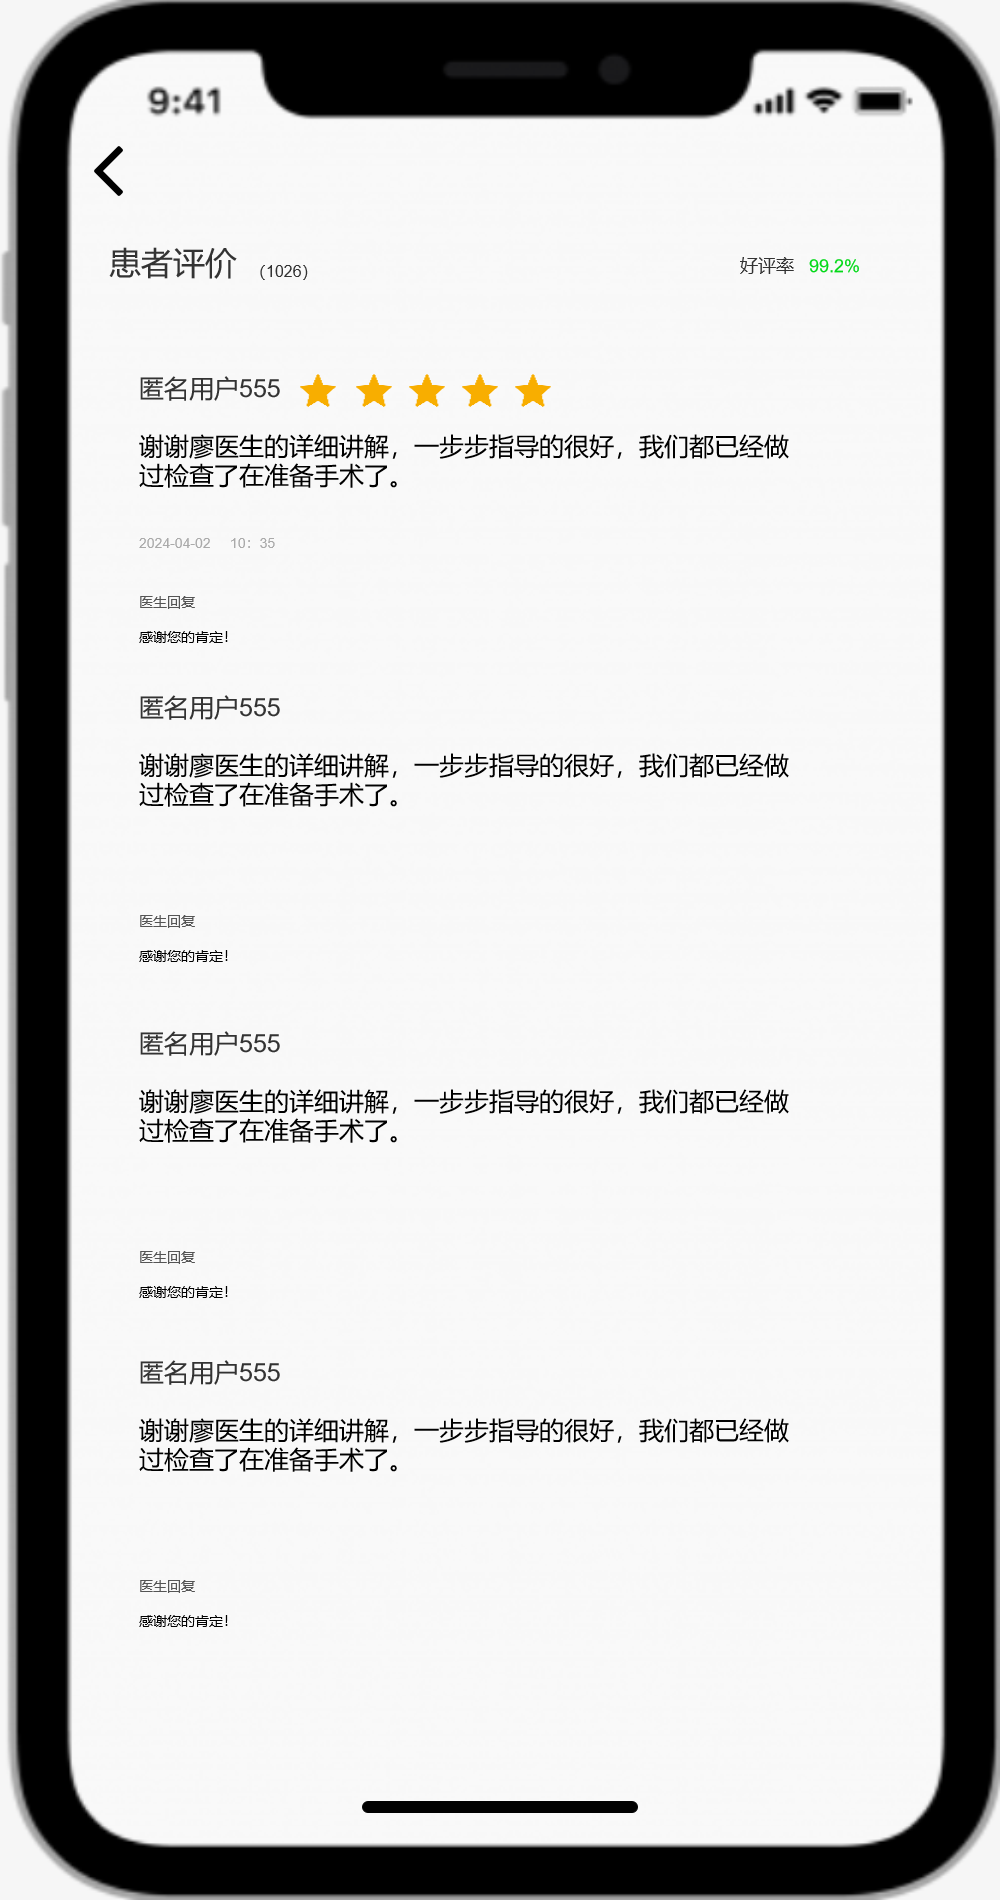 9:41
患者评价 （1026） 好评率 99.2%
匿名用户555
谢谢廖医生的详细讲解，一步步指导的很好，我们都已经做
过检查了在准备手术了。
2024-04-02 10：35
医生回复
感谢您的肯定！
匿名用户555
谢谢廖医生的详细讲解，一步步指导的很好，我们都已经做
过检查了在准备手术了。
医生回复
感谢您的肯定！
匿名用户555
谢谢廖医生的详细讲解，一步步指导的很好，我们都已经做
过检查了在准备手术了。
医生回复
感谢您的肯定！
匿名用户555
谢谢廖医生的详细讲解，一步步指导的很好，我们都已经做
过检查了在准备手术了。
医生回复
感谢您的肯定！